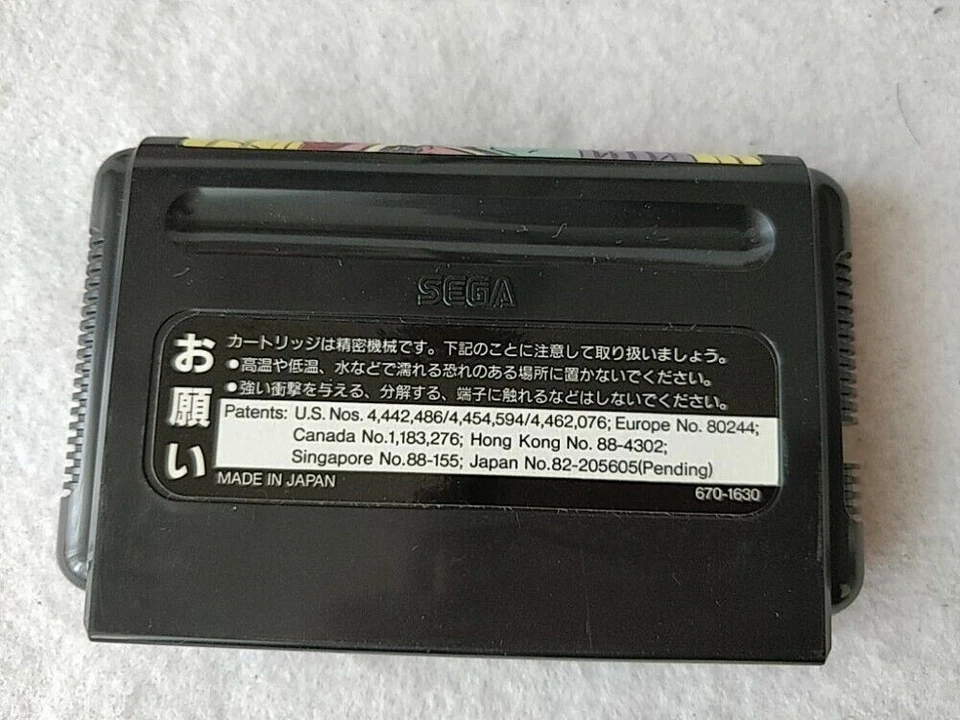 SEGA
お願い
カートリッジは精密機械です。下記のことに注意して取り扱いましょう。
●高温や低温、水などで濡れる恐れのある場所に置かないでください。
●強い衝撃を与える、分解する、端子に触れるなどはしないでください。
Patents: U.S. Nos. 4,442,486/4,454,594/4,462,076; Europe No. 80244;
Canada No.1,183,276; Hong Kong No. 88-4302;
Singapore No.88-155; Japan No.82-205605(Pending)
MADE IN JAPAN
670-1630